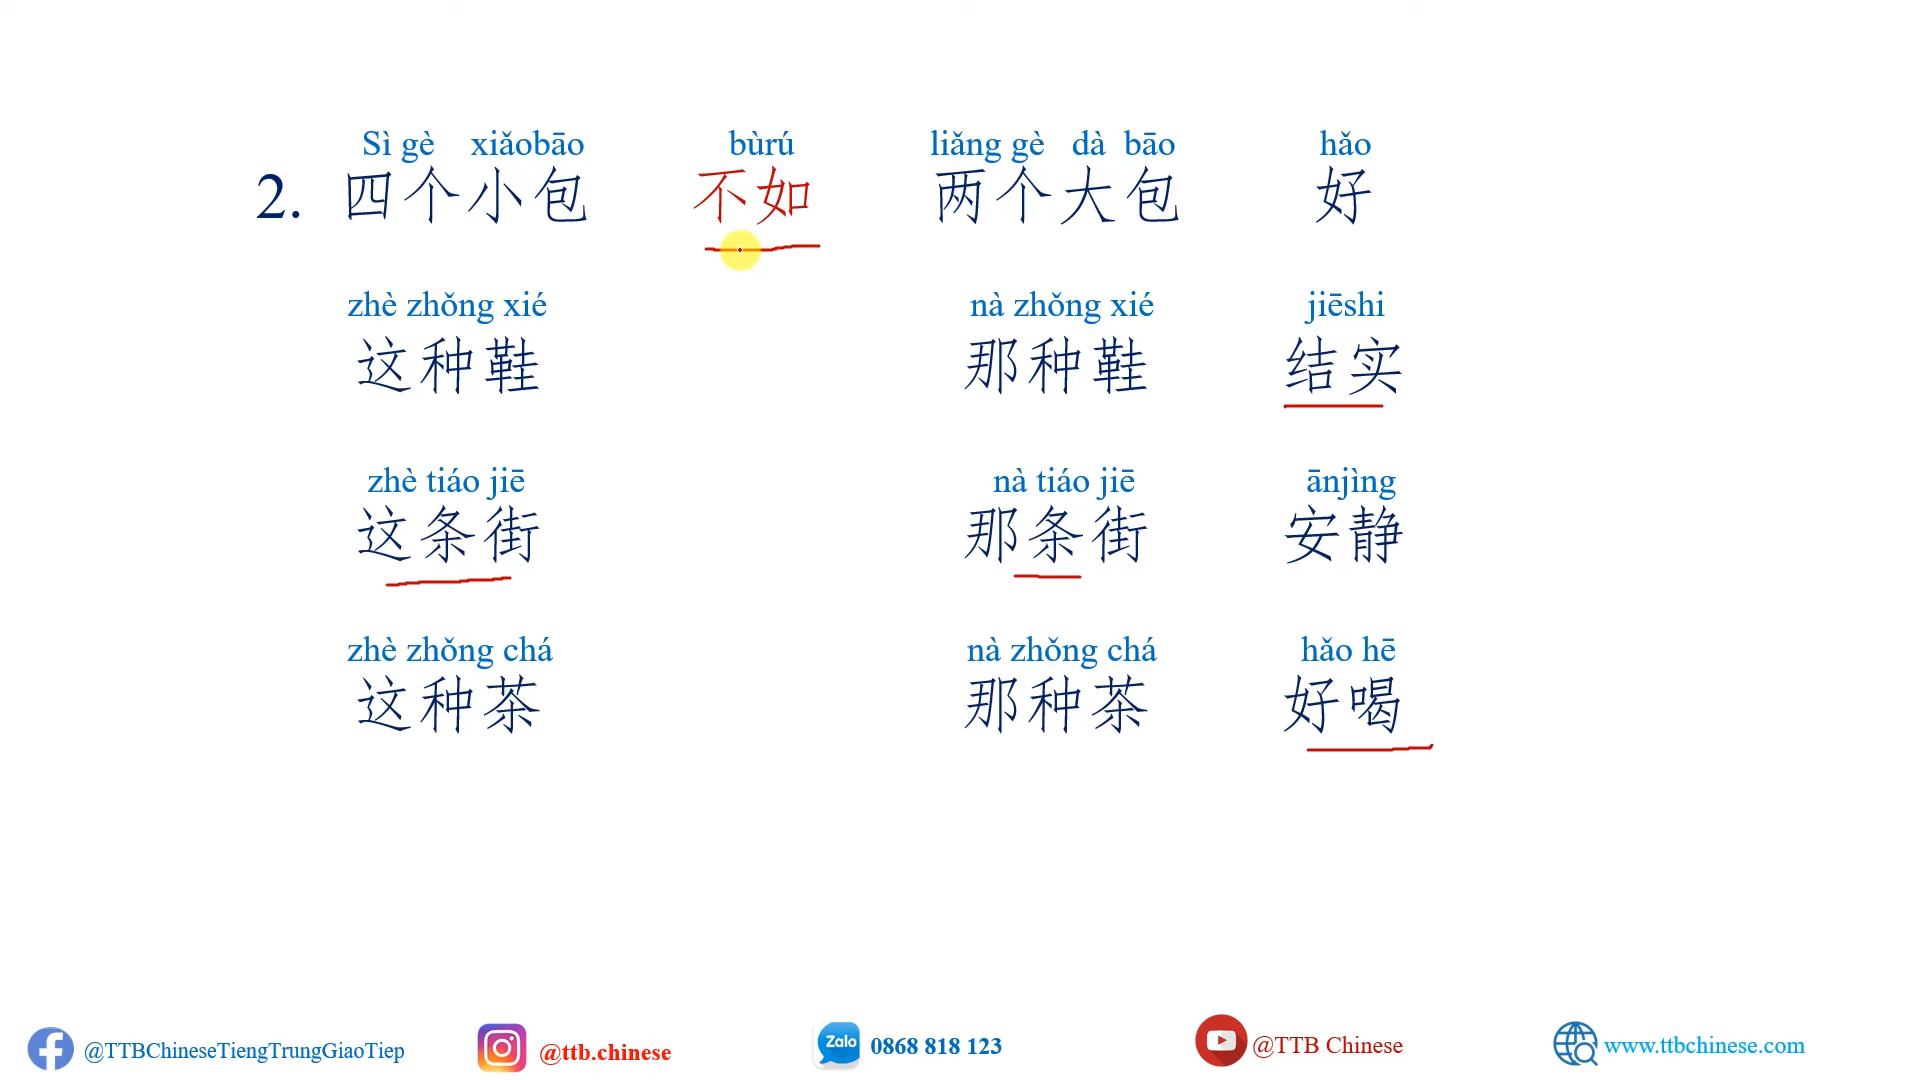 Sì gè xiǎobāo bùrú liǎng gè dà bāo hǎo
2. 四个小包 不如 两个大包 好
zhè zhǒng xié nà zhǒng xié jiēshi
这种鞋 那种鞋 结实
zhè tiáo jiē nà tiáo jiē ānjìng
这条街 那条街 安静
zhè zhǒng chá nà zhǒng chá hǎo hē
这种茶 那种茶 好喝
@TTBChineseTiengTrungGiaoTiep @ttb.chinese Zalo 0868 818 123 @TTB Chinese www.ttbchinese.com